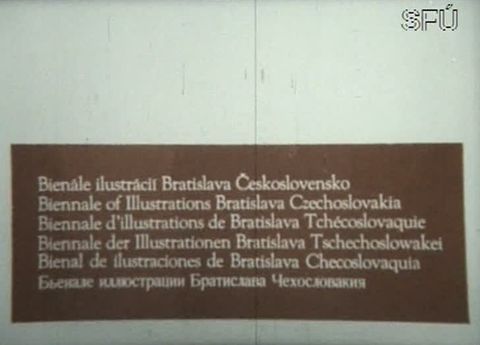 SFÚ
Bienále ilustrácií Bratislava Československo
Biennale of Illustrations Bratislava Czechoslovakia
Biennale d'illustrations de Bratislava Tchécoslovaquie
Biennale der Illustrationen Bratislava Tschechoslowakei
Bienal de ilustraciones de Bratislava Checoslovaquia
Бьенале иллюстрации Братислава Чехословакия